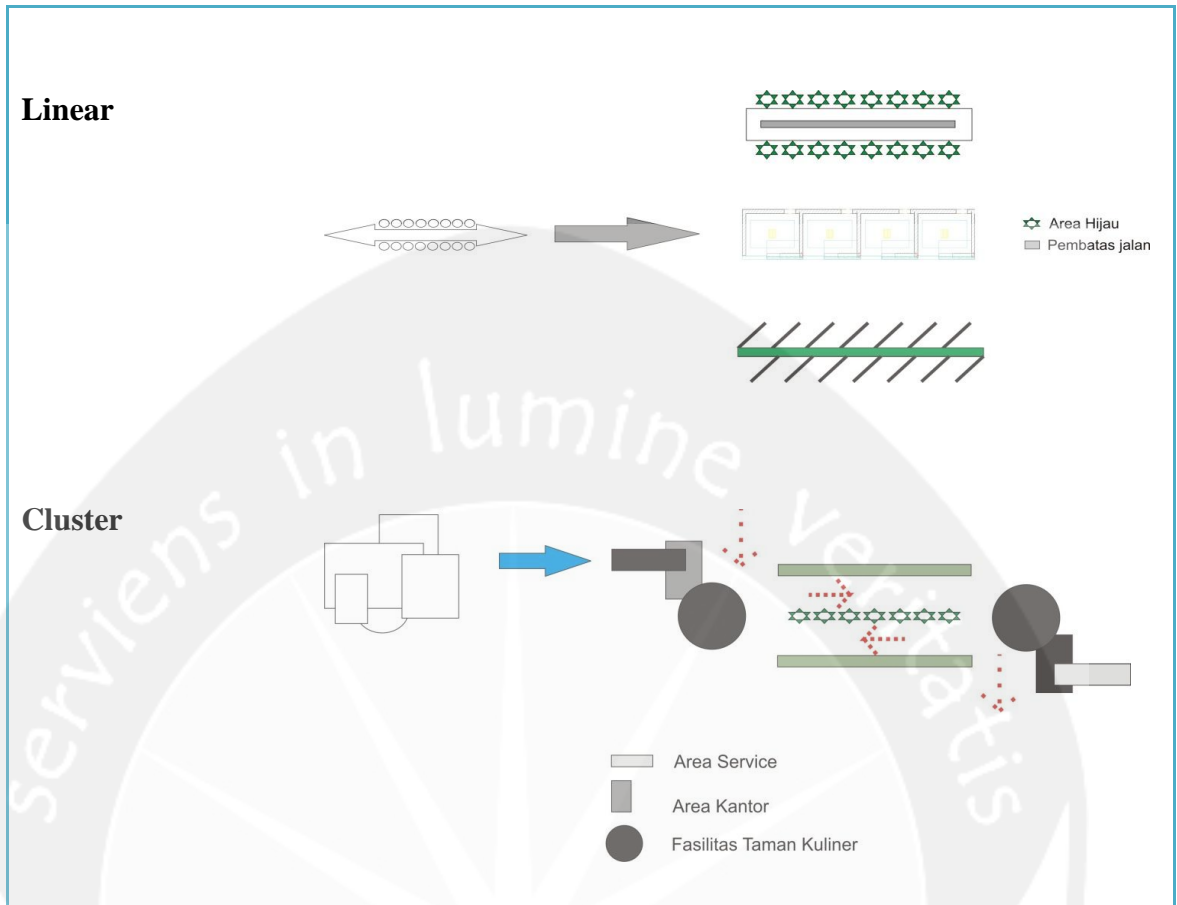 Linear
Area Hijau
Pembatas jalan
serviens in lumine veritatis
Cluster
Area Service
Area Kantor
Fasilitas Taman Kuliner